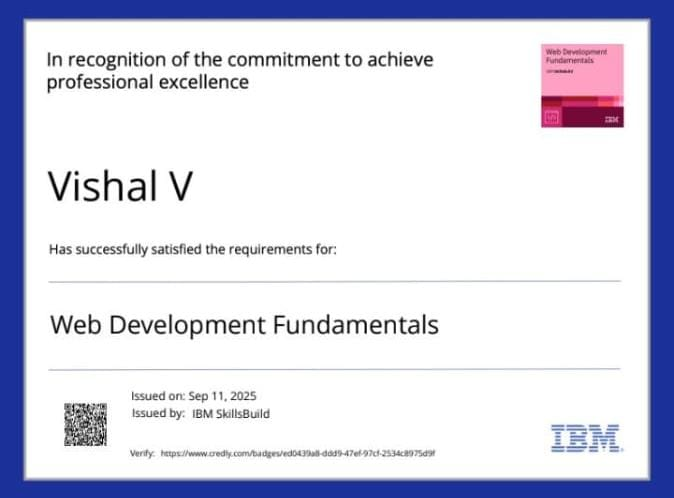 In recognition of the commitment to achieve
professional excellence
Web Development
Fundamentals
IBM
Vishal V
Has successfully satisfied the requirements for:
Web Development Fundamentals
Issued on: Sep 11, 2025
Issued by: IBM SkillsBuild
IBM
Verify: https://www.credly.com/badges/ed0439a8-ddd9-47ef-97cf-2534c8975d9f